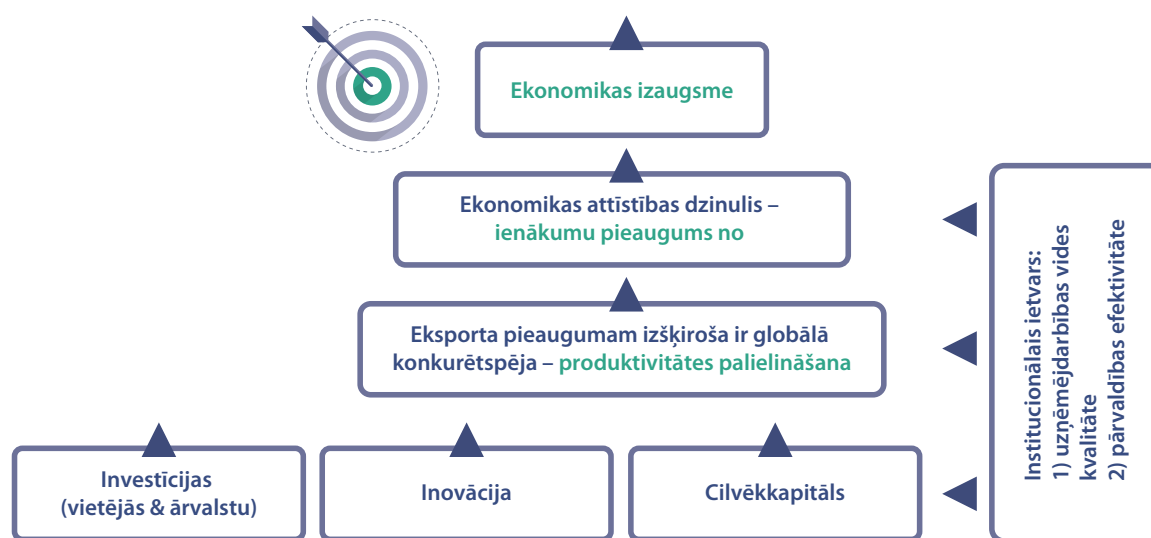 Ekonomikas izaugsme
Ekonomikas attīstības dzinulis –
ienākumu pieaugums no
Eksporta pieaugumam izšķiroša ir globālā
konkurētspēja – produktivitātes palielināšana
Investīcijas
(vietējās & ārvalstu)
Inovācija
Cilvēkkapitāls
Institucionālais ietvars:
1) uzņēmējdarbības vides
kvalitāte
2) pārvaldības efektivitāte